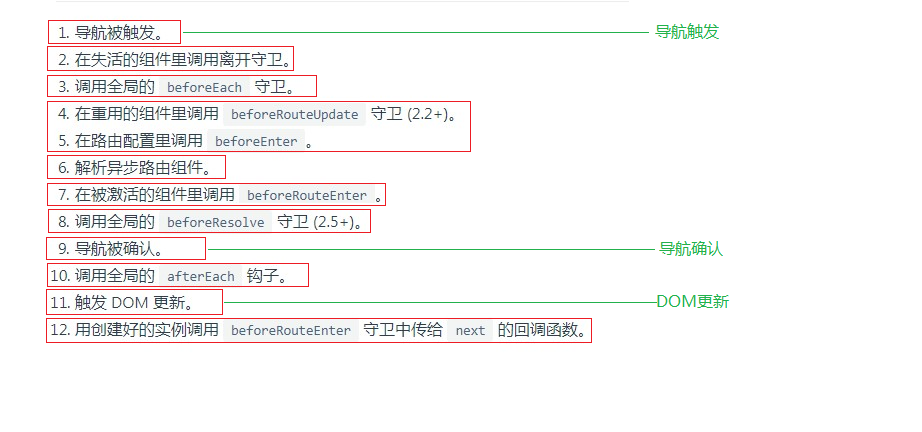 1. 导航被触发。 导航触发
2. 在失活的组件里调用离开守卫。
3. 调用全局的 beforeEach 守卫。
4. 在重用的组件里调用 beforeRouteUpdate 守卫 (2.2+)。
5. 在路由配置里调用 beforeEnter 。
6. 解析异步路由组件。
7. 在被激活的组件里调用 beforeRouteEnter 。
8. 调用全局的 beforeResolve 守卫 (2.5+)。
9. 导航被确认。 导航确认
10. 调用全局的 afterEach 钩子。
11. 触发 DOM 更新。 DOM更新
12. 用创建好的实例调用 beforeRouteEnter 守卫中传给 next 的回调函数。